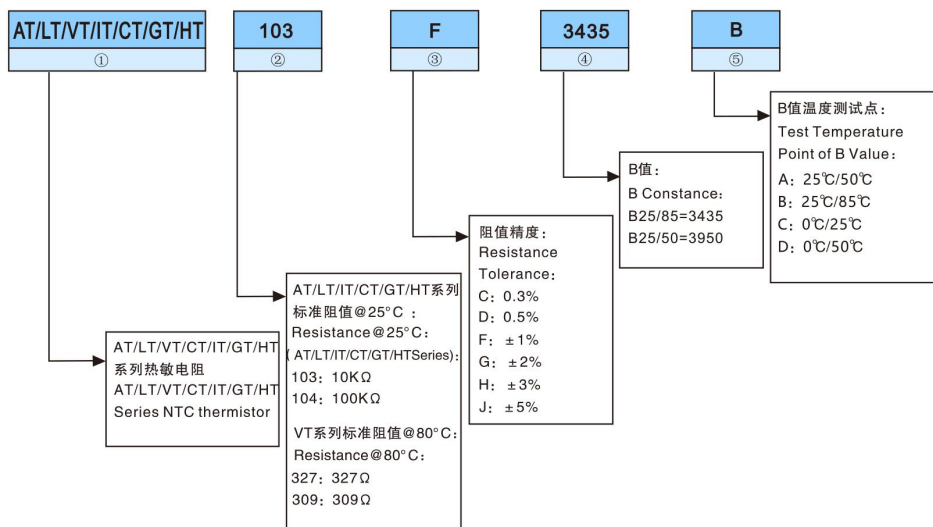 AT/LT/VT/IT/CT/GT/HT
①
103
②
F
③
3435
④
B
⑤
AT/LT/VT/CT/IT/GT/HT
系列热敏电阻
AT/LT/VT/CT/IT/GT/HT
Series NTC thermistor
AT/LT/IT/CT/GT/HT系列
标准阻值@25°C：
Resistance@25°C：
(AT/LT/IT/CT/GT/HTSeries)：
103：10KΩ
104：100KΩ
VT系列标准阻值@80°C：
Resistance@80°C：
327：327Ω
309：309Ω
阻值精度：
Resistance
Tolerance：
C：0.3%
D：0.5%
F：±1%
G：±2%
H：±3%
J：±5%
B值：
B Constance：
B25/85=3435
B25/50=3950
B值温度测试点：
Test Temperature
Point of B Value：
A：25℃/50℃
B：25℃/85℃
C：0℃/25℃
D：0℃/50℃